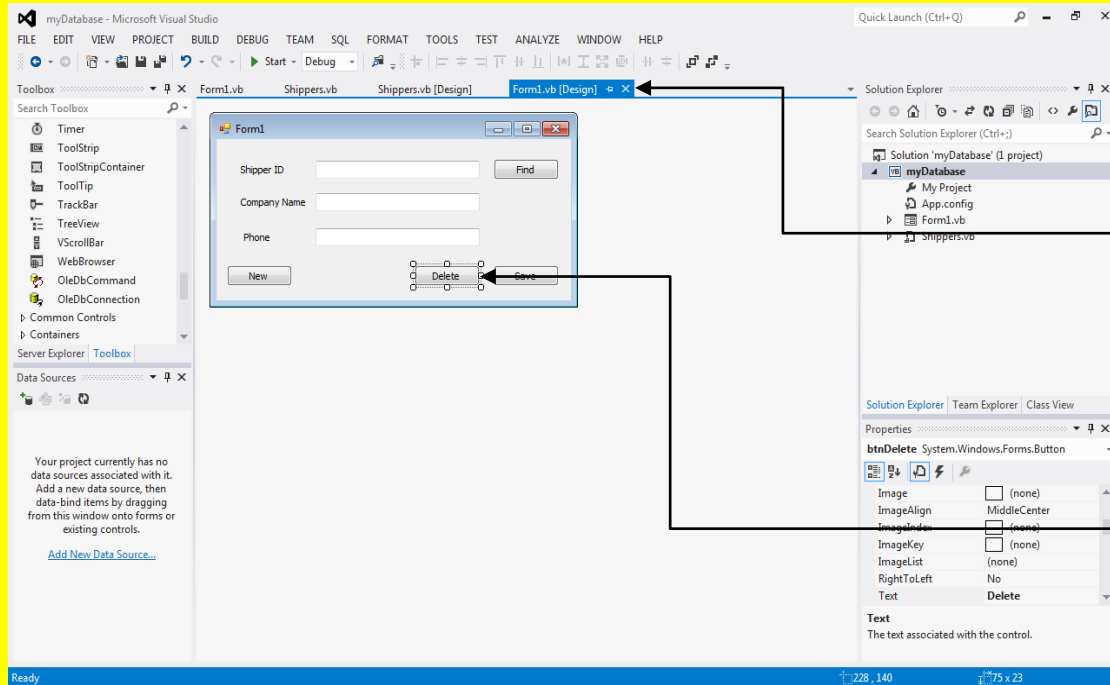 myDatabase - Microsoft Visual Studio
Quick Launch (Ctrl+Q)
FILE EDIT VIEW PROJECT BUILD DEBUG TEAM SQL FORMAT TOOLS TEST ANALYZE WINDOW HELP
Start Debug
Toolbox
Search Toolbox
Timer
ToolStrip
ToolStripContainer
ToolTip
TrackBar
TreeView
VScrollBar
WebBrowser
OleDbCommand
OleDbConnection
Common Controls
Containers
Server Explorer Toolbox
Data Sources
Your project currently has no
data sources associated with it.
Add a new data source, then
data-bind items by dragging
from this window onto forms or
existing controls.
Add New Data Source...
Form1.vb Shippers.vb Shippers.vb [Design] Form1.vb [Design]
Form1
Shipper ID Find
Company Name
Phone
New Delete Save
Solution Explorer
Search Solution Explorer (Ctrl+;)
Solution 'myDatabase' (1 project)
VB myDatabase
My Project
App.config
Form1.vb
Shippers.vb
Solution Explorer Team Explorer Class View
Properties
btnDelete System.Windows.Forms.Button
Image (none)
ImageAlign MiddleCenter
ImageIndex (none)
ImageKey (none)
ImageList (none)
RightToLeft No
Text Delete
Text
The text associated with the control.
Ready 228 , 140 75 x 23